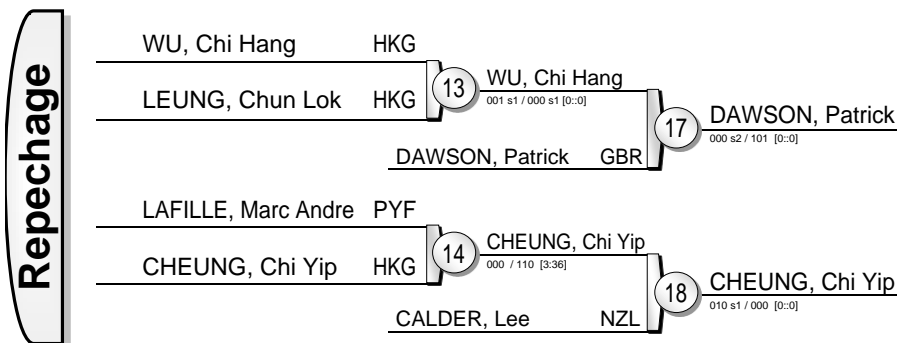 Repechage
WU, Chi Hang HKG
LEUNG, Chun Lok HKG
13
WU, Chi Hang
001 s1 / 000 s1 [0::0]
DAWSON, Patrick GBR
17
DAWSON, Patrick
000 s2 / 101 [0::0]
LAFILLE, Marc Andre PYF
CHEUNG, Chi Yip HKG
14
CHEUNG, Chi Yip
000 / 110 [3:36]
CALDER, Lee NZL
18
CHEUNG, Chi Yip
010 s1 / 000 [0::0]